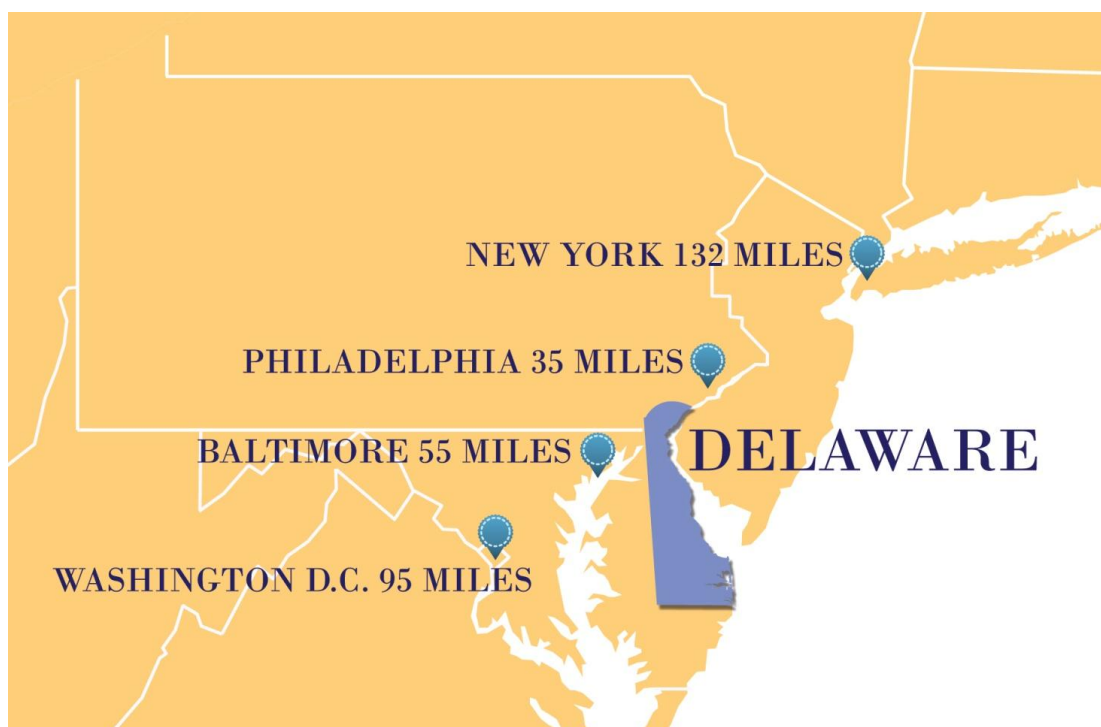 NEW YORK 132 MILES
PHILADELPHIA 35 MILES
BALTIMORE 55 MILES
DELAWARE
WASHINGTON D.C. 95 MILES